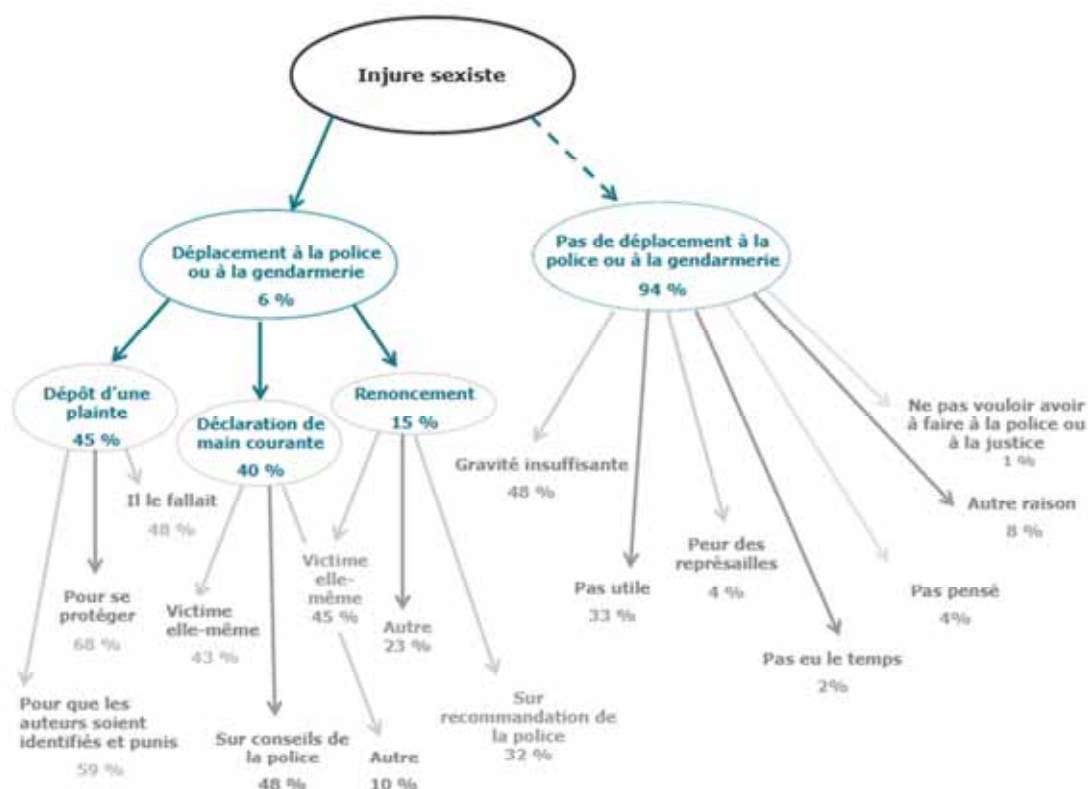 Injure sexiste
Déplacement à la police
ou à la gendarmerie
6 %
Pas de déplacement à la
police ou à la gendarmerie
94 %
Dépôt d'une
plainte
45 %
Déclaration de
main courante
40 %
Renoncement
15 %
Il le fallait
48 %
Pour se
protéger
68 %
Pour que les
auteurs soient
identifiés et punis
59 %
Victime
elle-même
43 %
Sur conseils de
la police
48 %
Autre
10 %
Victime
elle-
même
45 %
Autre
23 %
Sur
recommandation de
la police
32 %
Gravité insuffisante
48 %
Pas utile
33 %
Peur des
représailles
4 %
Pas eu le temps
2%
Pas pensé
4%
Autre raison
8 %
Ne pas vouloir avoir
à faire à la police ou
à la justice
1 %